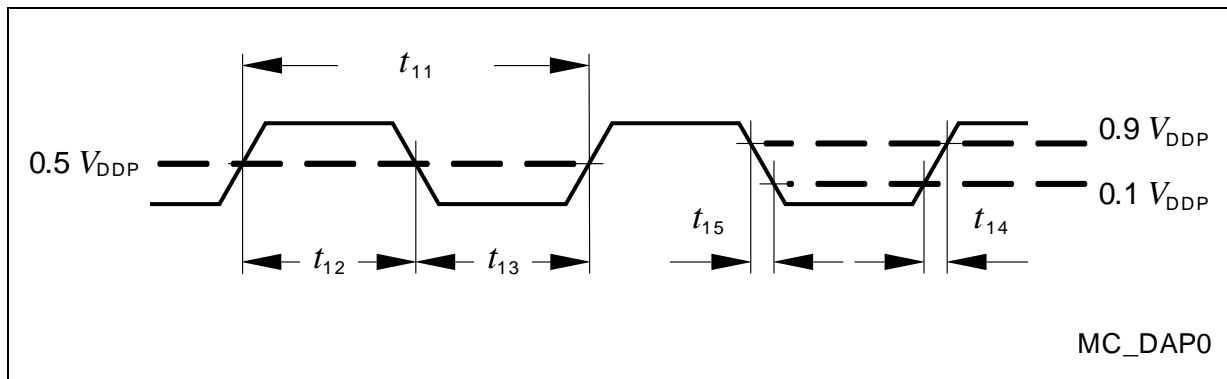 t11
0.5 VDDP
0.9 VDDP
0.1 VDDP
t15
t14
t12
t13
MC_DAP0